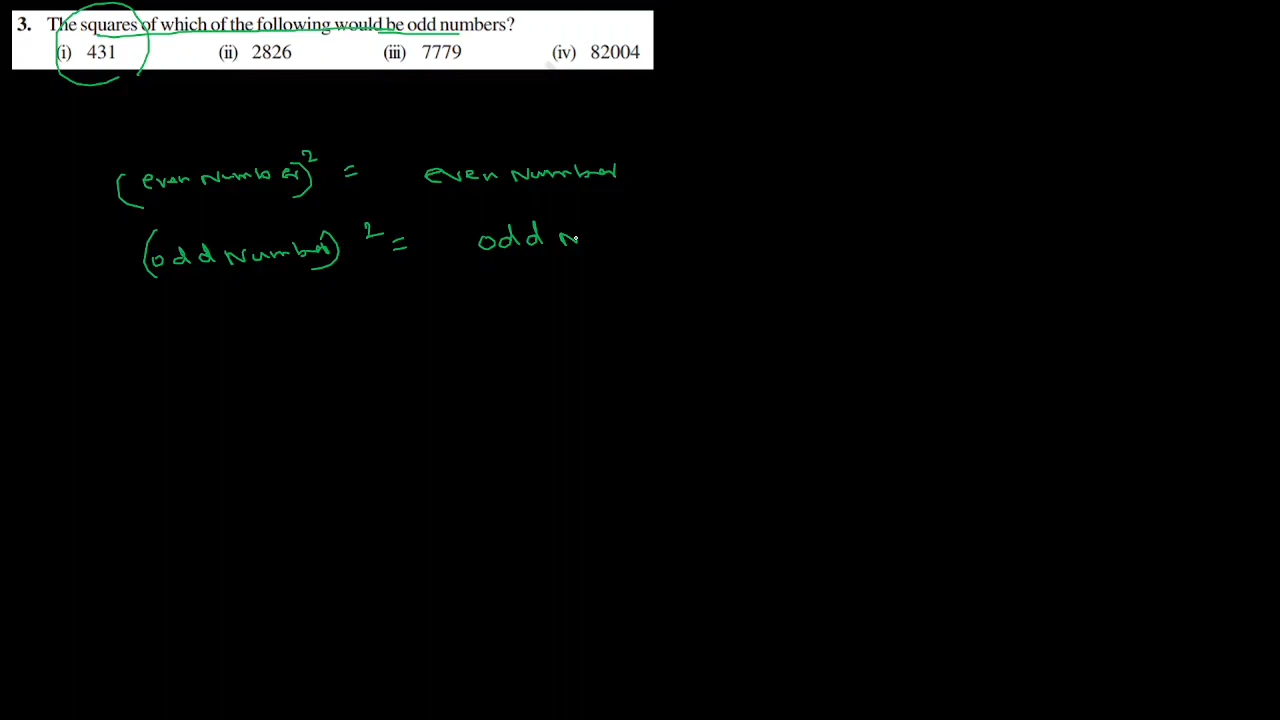 3. The squares of which of the following would be odd numbers?
(i) 431 (ii) 2826 (iii) 7779 (iv) 82004
(even number)² = even number
(odd number)² = odd N